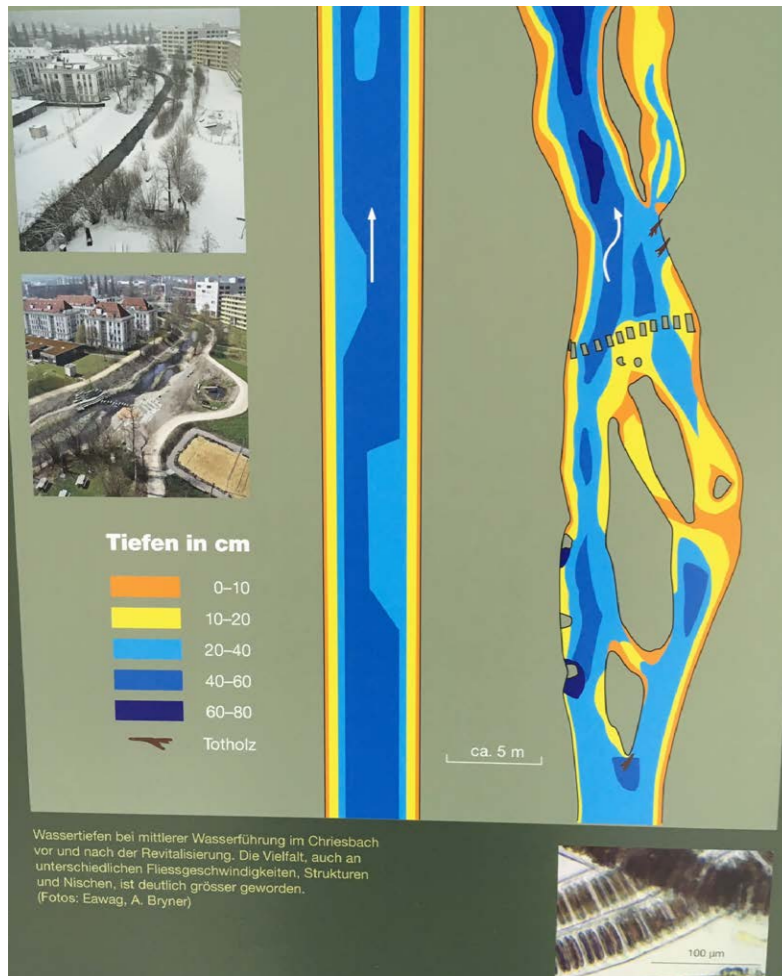 Tiefen in cm
0–10
10–20
20–40
40–60
60–80
Totholz
ca. 5 m
Wassertiefen bei mittlerer Wasserführung im Chriesbach
vor und nach der Revitalisierung. Die Vielfalt, auch an
unterschiedlichen Fliessgeschwindigkeiten, Strukturen
und Nischen, ist deutlich grösser geworden.
(Fotos: Eawag, A. Bryner)
100 µm